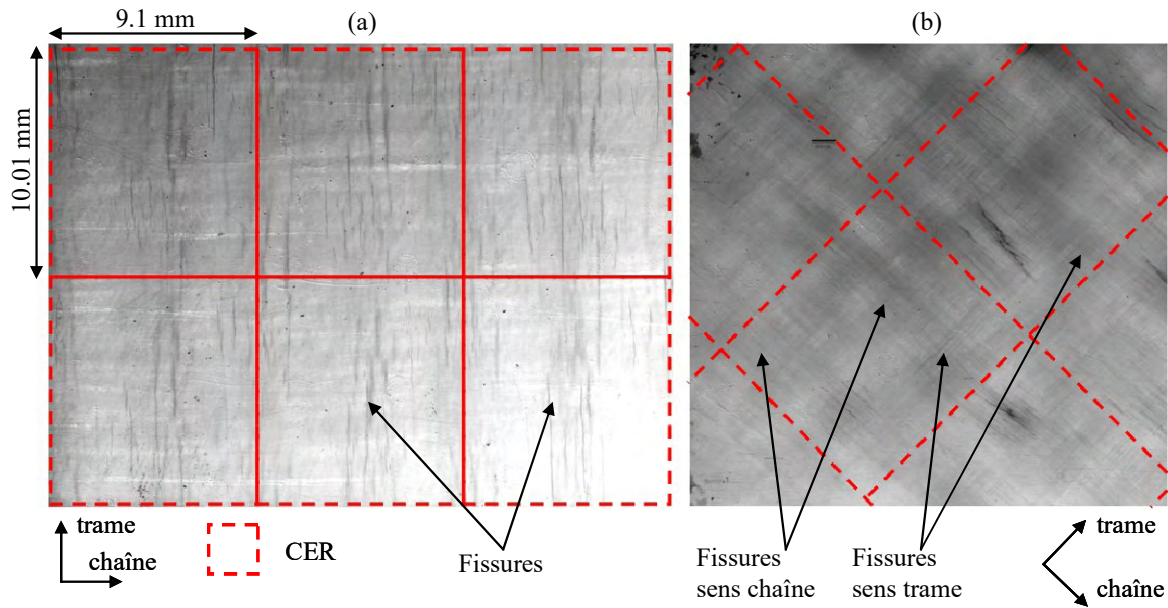 (a)
(b)
9.1 mm
10.01 mm
trame
chaîne
CER
Fissures
Fissures
sens chaîne
Fissures
sens trame
trame
chaîne